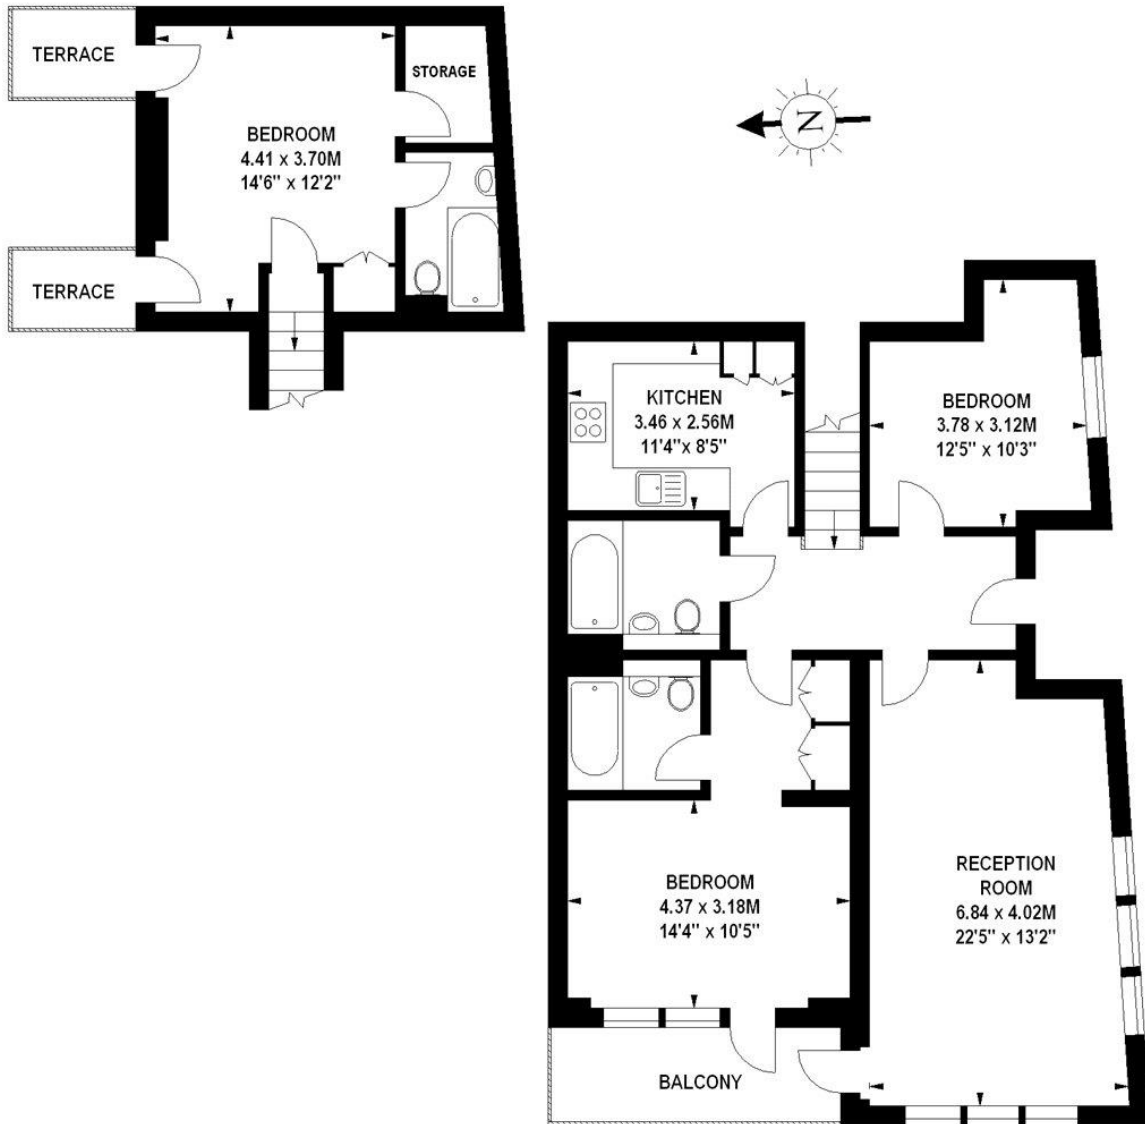 TERRACE
STORAGE
BEDROOM
4.41 x 3.70M
14'6" x 12'2"
TERRACE
N
KITCHEN
3.46 x 2.56M
11'4"x 8'5"
BEDROOM
3.78 x 3.12M
12'5" x 10'3"
BEDROOM
4.37 x 3.18M
14'4" x 10'5"
RECEPTION
ROOM
6.84 x 4.02M
22'5" x 13'2"
BALCONY